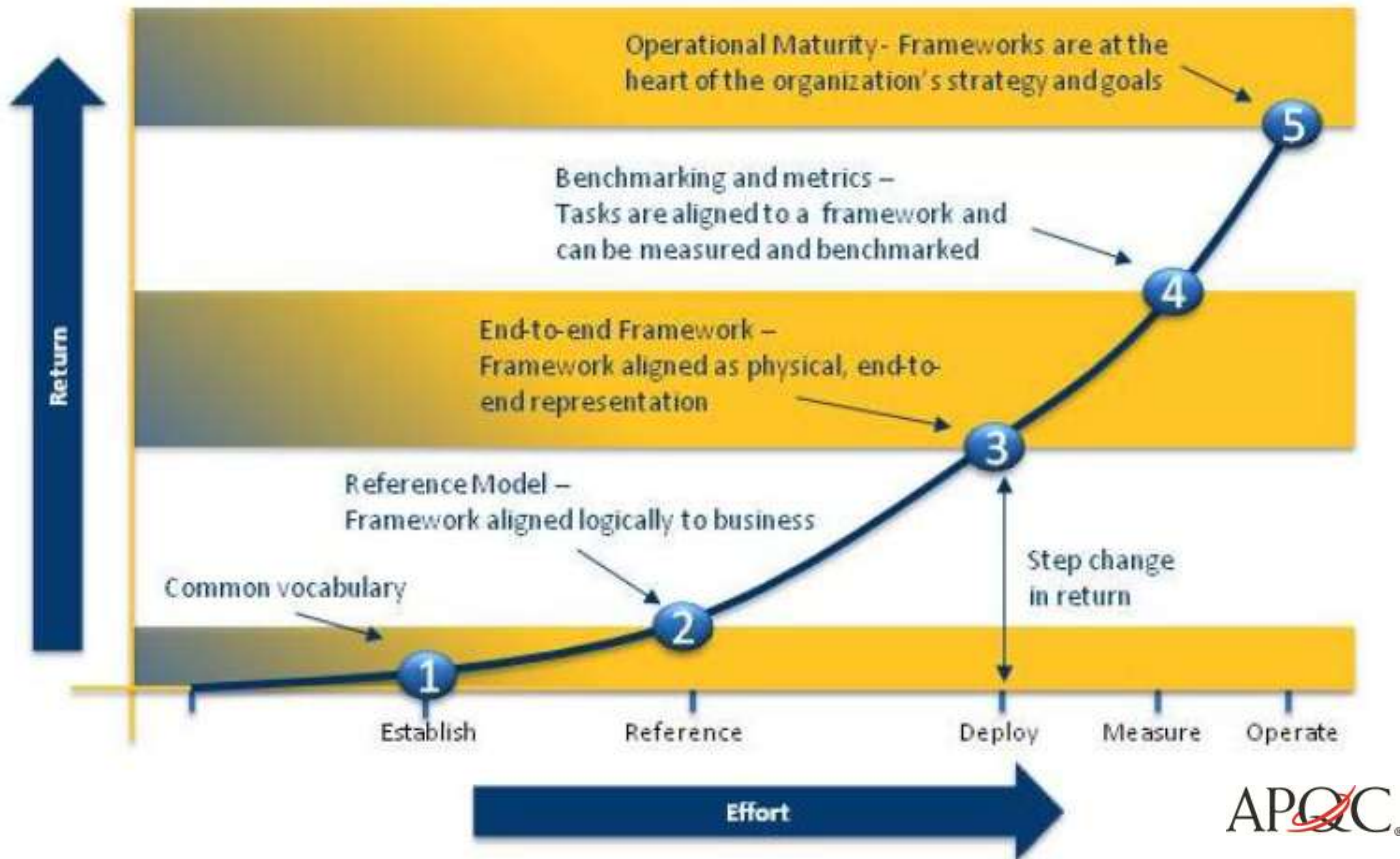 Operational Maturity- Frameworks are at the
heart of the organization's strategy and goals
5
Benchmarking and metrics –
Tasks are aligned to a framework and
can be measured and benchmarked
4
Return
End-to-end Framework –
Framework aligned as physical, end-to-
end representation
3
Reference Model –
Framework aligned logically to business
Step change
in return
Common vocabulary
2
1
Establish
Reference
Deploy
Measure
Operate
Effort
APQC®